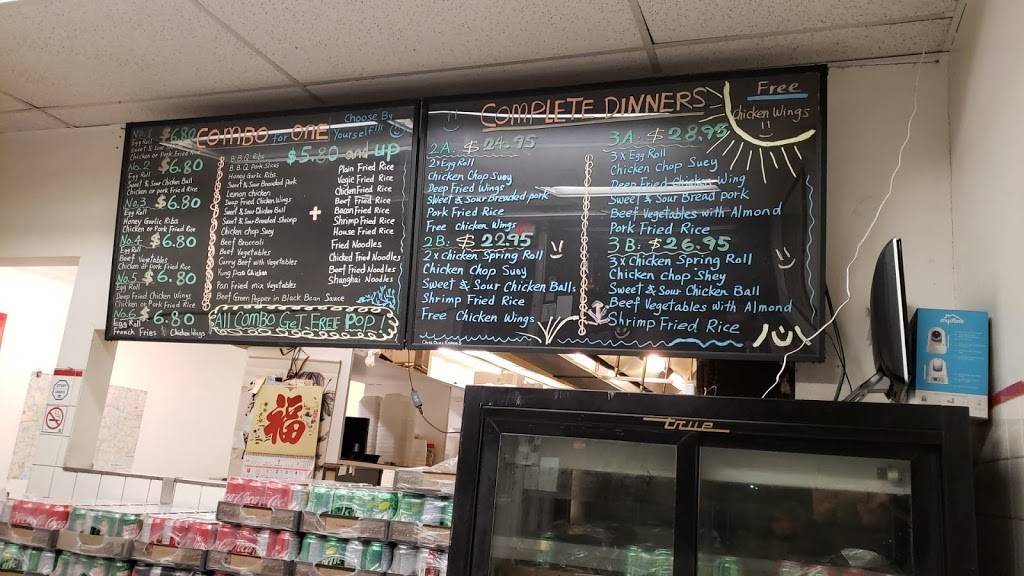 No.1 $6.80
Egg Roll
Chicken or Pork Fried Rice
No.2 $6.80
Egg Roll
Sweet & Sour Chicken Ball
Chicken or pork Fried Rice
No.3 $6.80
Egg Roll
Honey Garlic Ribs
Chicken or Pork Fried Rice
No.4 $6.80
Egg Roll
Beef Vegetables
Chicken or Pork Fried Rice
No.5 $6.80
Egg Roll
Deep Fried Chicken Wings
Chicken or Pork Fried Rice
No.6 $6.80
Egg Roll
French Fries Chicken Wings
COMBO for ONE
Choose By
Yourself!!!
$5.80 and up
B.B.Q Ribs
B.B.Q Pork Slices
Honey Garlic Ribs
Sweet & Sour Breaded Pork
Lemon chicken
Deep Fried Chicken Wings
Sweet & Sour Chicken Ball
Sweet & Sour Breaded Shrimp
Chicken chop Suey
Beef Broccoli
Beef Vegetables
Curry Beef with Vegetables
Kung Poa Chicken
Pan Fried mix Vegetables
Beef Green Pepper in Black Bean Sauce
+
Plain Fried Rice
Vegie Fried Rice
Chicken Fried Rice
Beef Fried Rice
Bacon Fried Rice
Shrimp Fried Rice
House Fried Rice
Fried Noodles
Chicked Fried Noodles
Beef Fried Noodles
Shanghai Noodles
All COMBO GET FREE POP!
COMPLETE DINNERS
2A: $24.95
2x Egg Roll
Chicken Chop Suey
Deep Fried Wings
Sweet & Sour Breaded pork
Pork Fried Rice
Free Chicken Wings
2B: $22.95
2x chicken Spring Roll
Chicken Chop Suey
Sweet & Sour Chicken Balls
Shrimp Fried Rice
Free Chicken Wings
3A: $28.95
3x Egg Roll
Chicken Chop Suey
Deep Fried Chicken Wing
Sweet & Sour Bread pork
Beef Vegetables with Almond
Pork Fried Rice
3B: $26.95
3x chicken Spring Roll
Chicken chop Shey
Sweet & Sour Chicken Ball
Beef Vegetables with Almond
Shrimp Fried Rice
Free
Chicken Wings
福
true